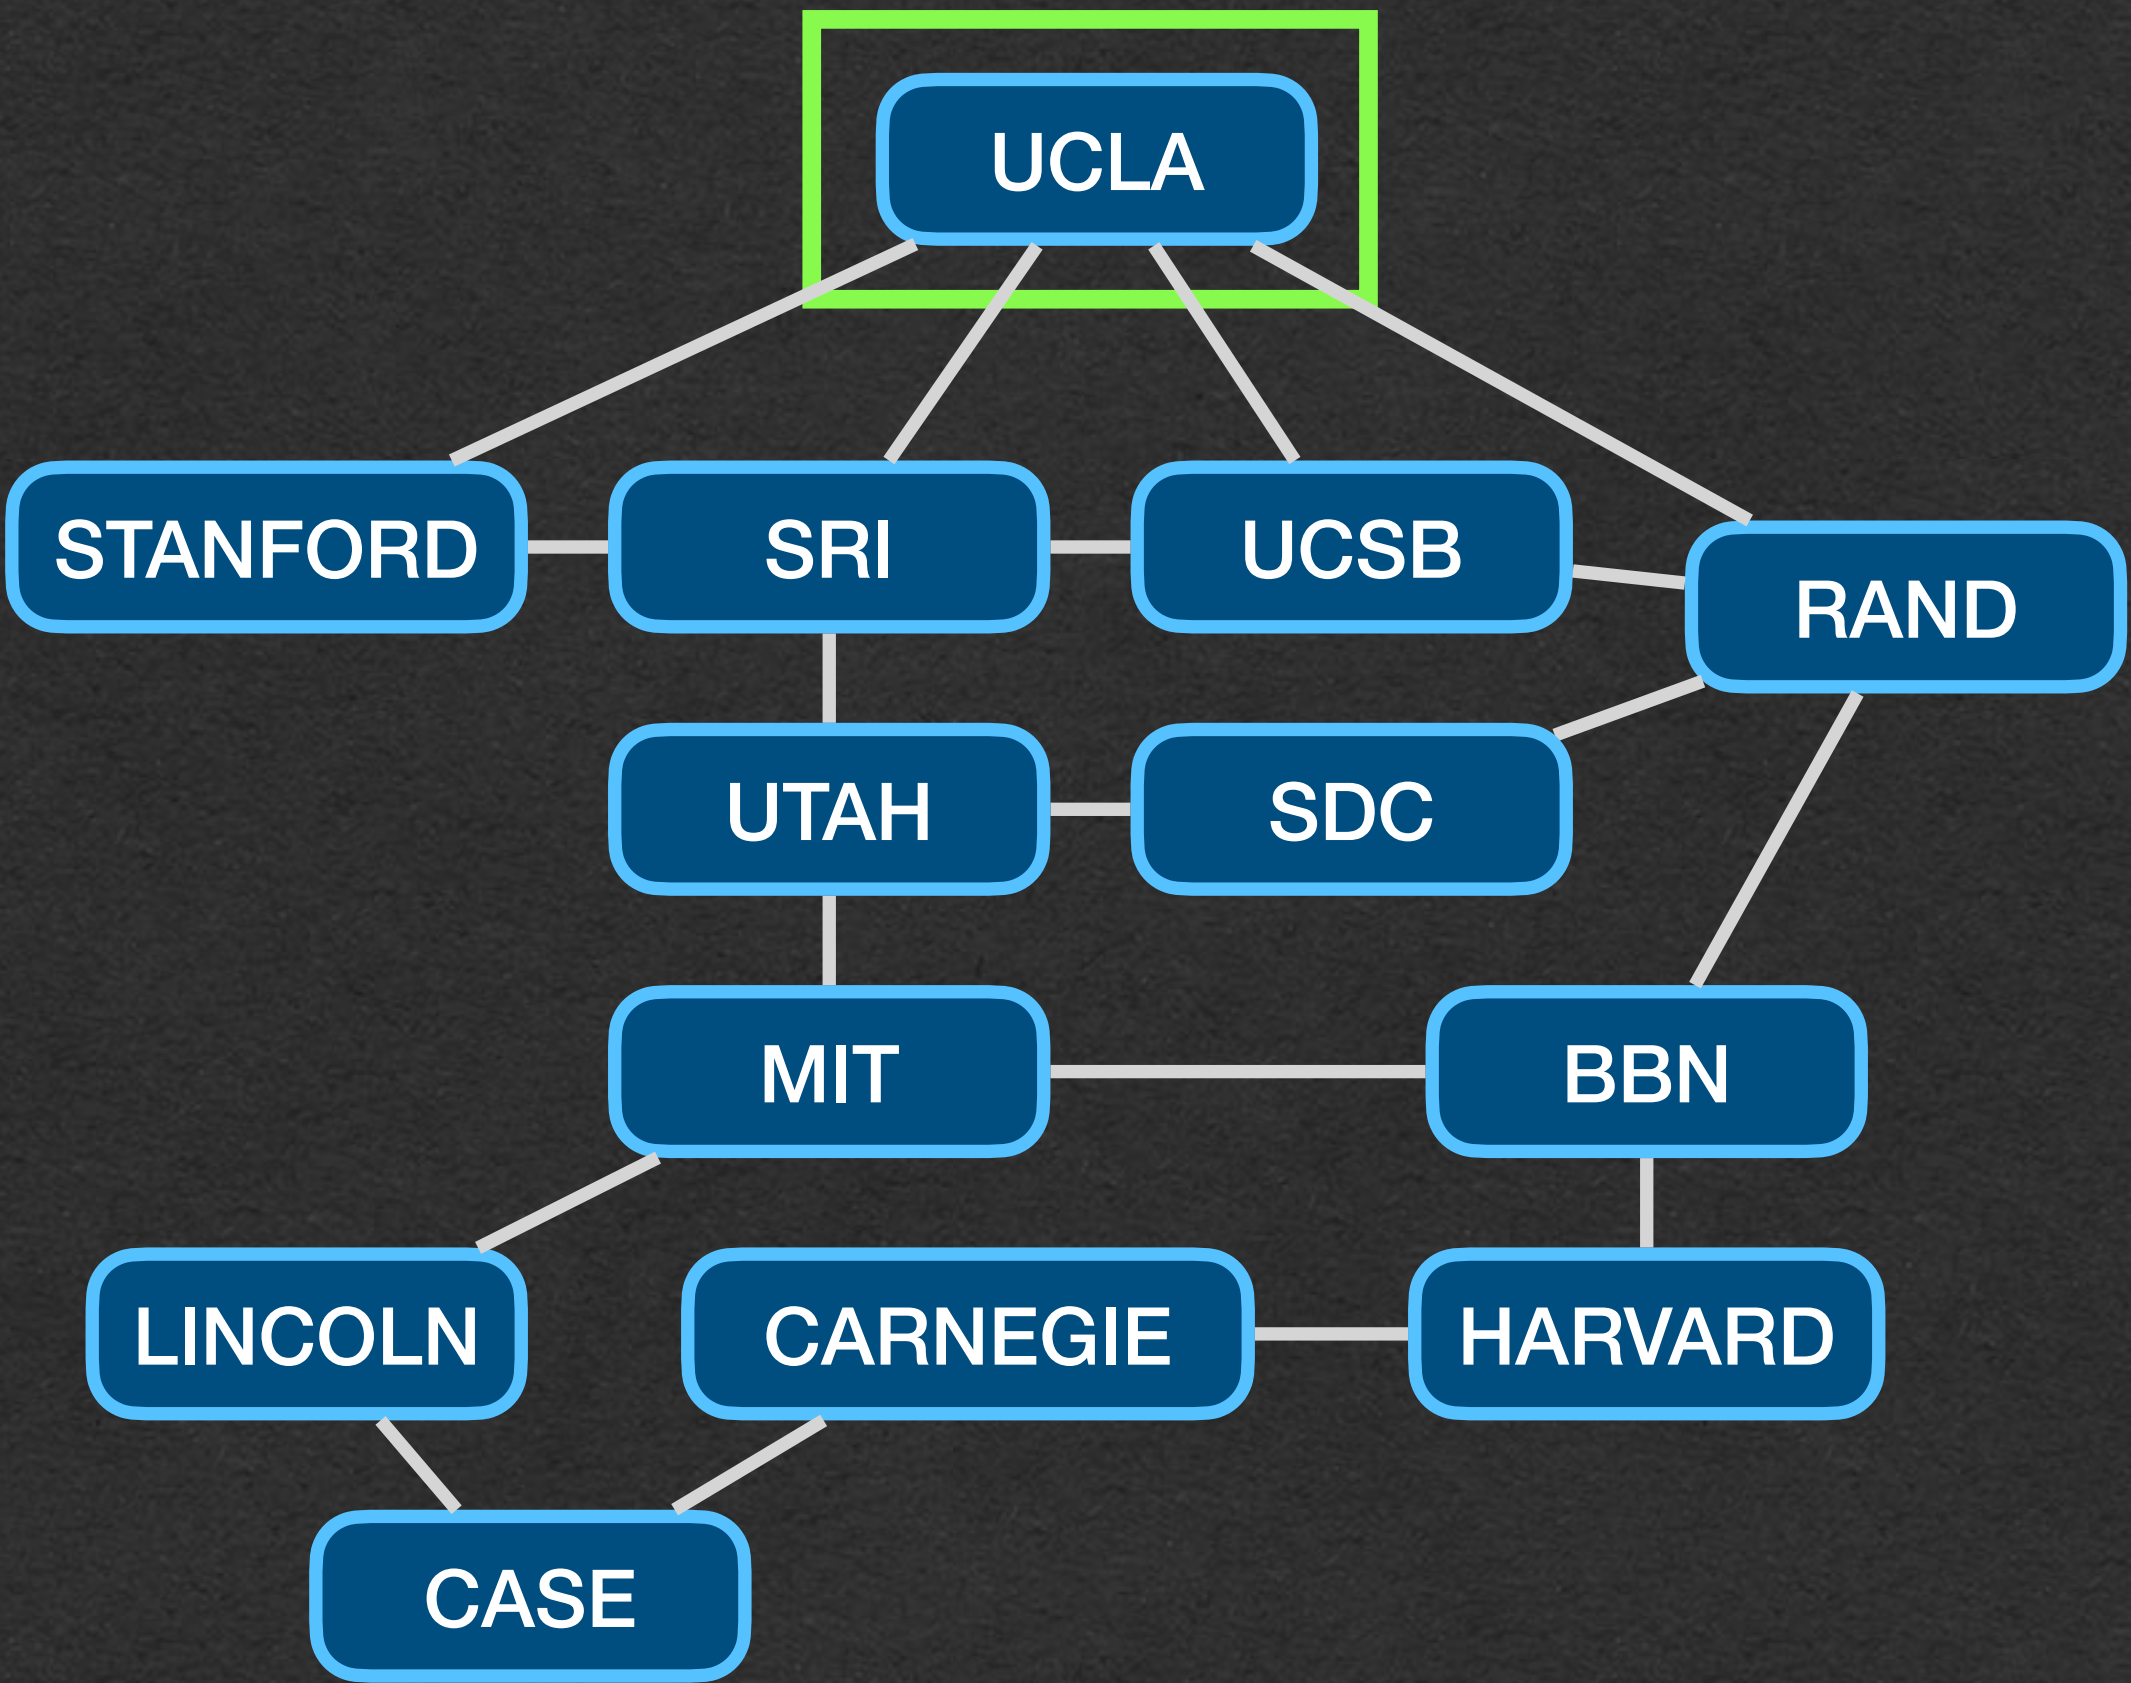 UCLA
STANFORD
SRI
UCSB
RAND
UTAH
SDC
MIT
BBN
LINCOLN
CARNEGIE
HARVARD
CASE